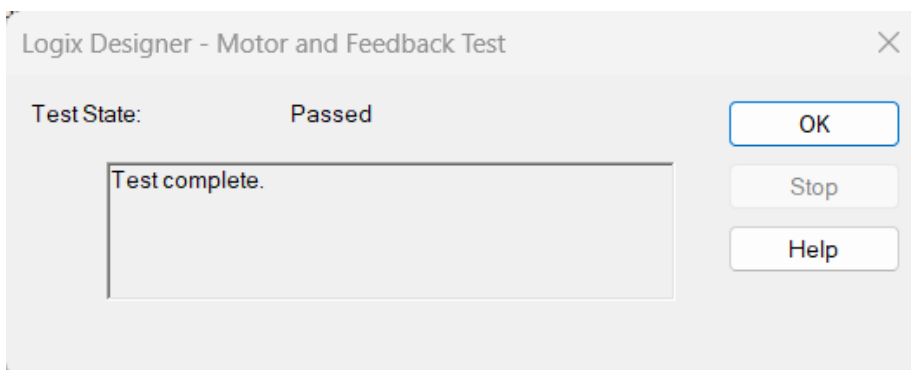 Logix Designer - Motor and Feedback Test
Test State: Passed
OK
Test complete.
Stop
Help